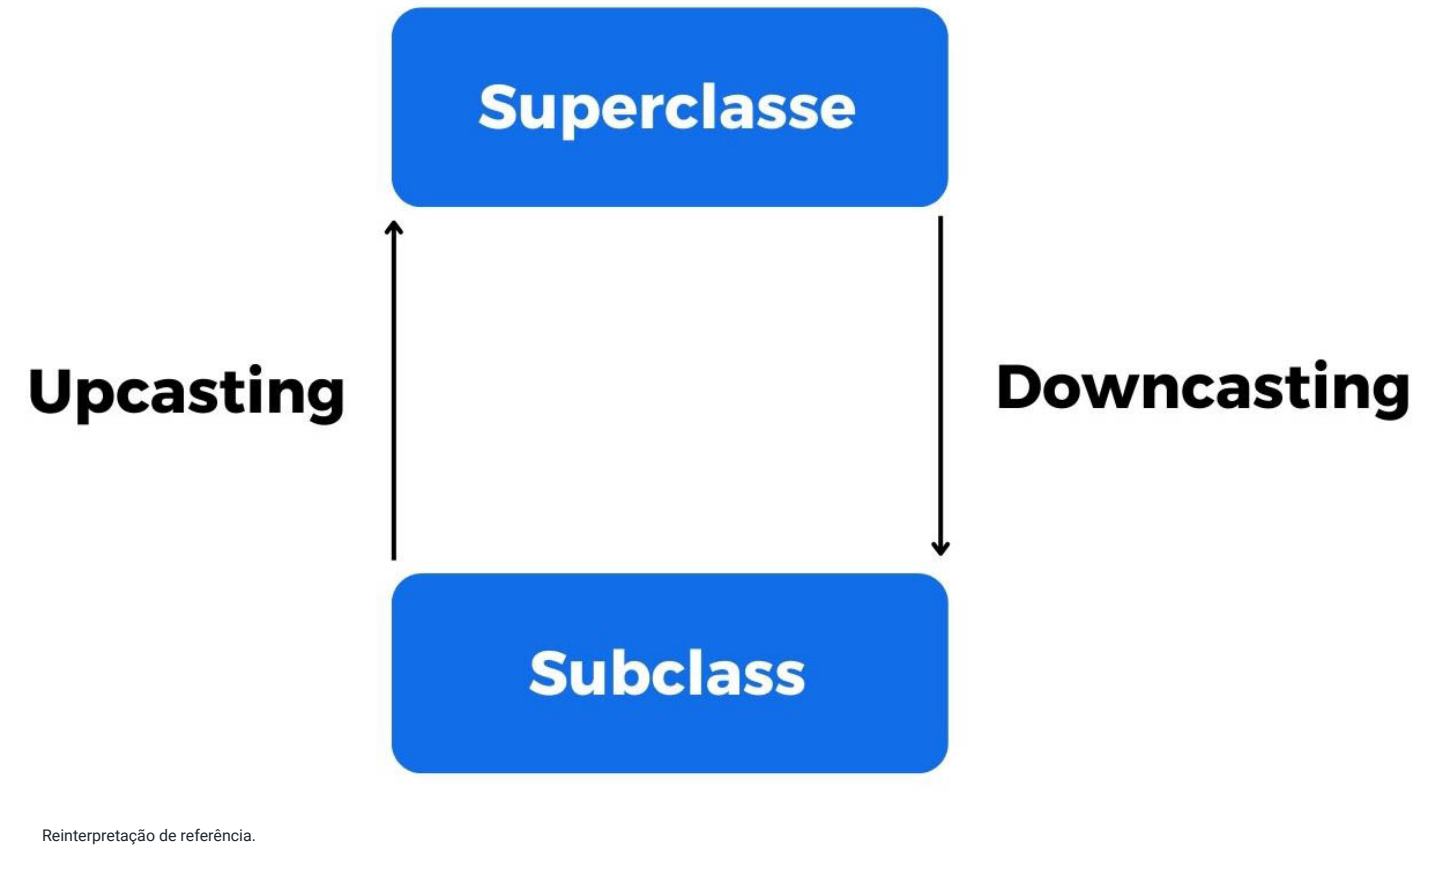 Superclasse
Upcasting
Downcasting
Subclass
Reinterpretação de referência.